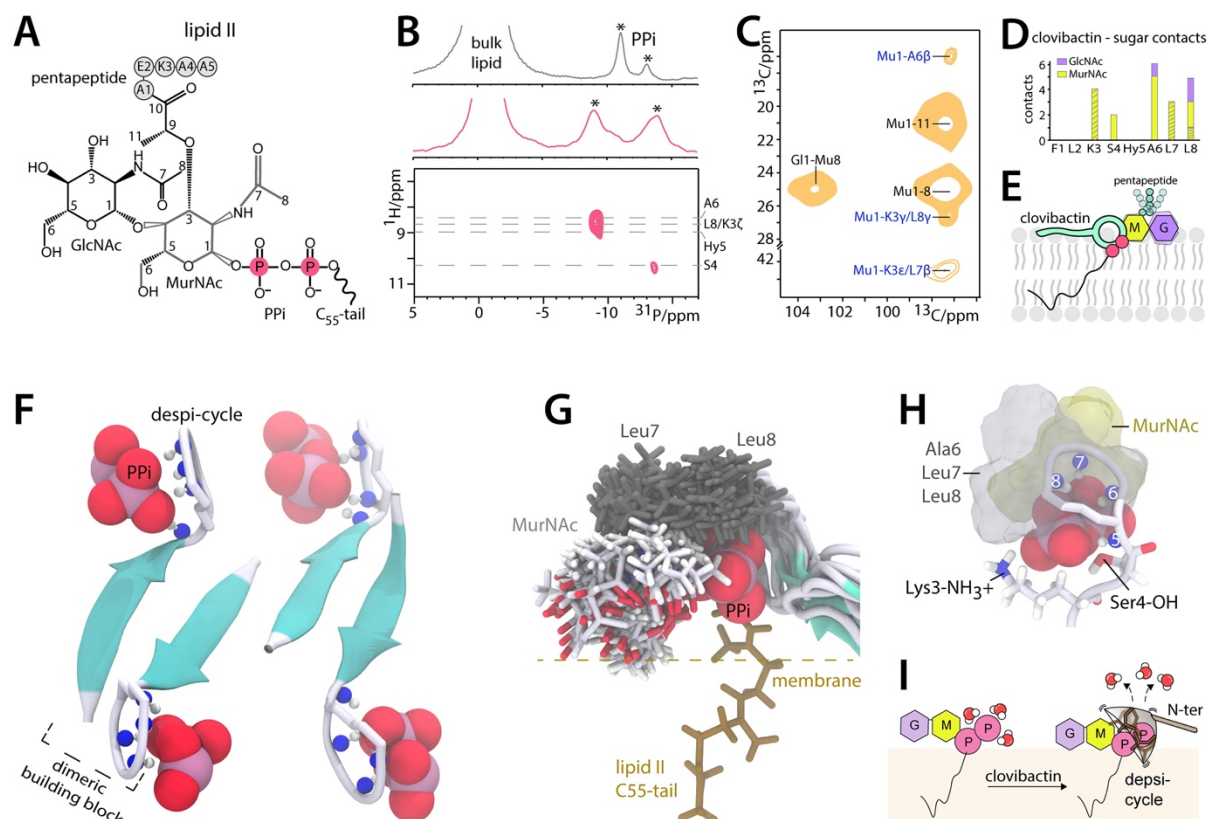 A
lipid II
pentapeptide
E2 K3 A4 A5
A1
O
10
9
11
O
OH
HO
3
H
N
7
8
O
O
7
8
NH
HO
5
O
1
O
3
6
OH
GlcNAc
5
1
O
6
OH
MurNAc
O O
P O P O
O- O-
PPi
C55-tail
B
bulk
lipid
*
PPi
*
*
*
1H/ppm
9
11
A6
L8/K3ζ
Hy5
S4
5 0 -5 -10 31P/ppm
C
13C/ppm
20
22
24
26
28
42
Mu1-A6β
Mu1-11
Gl1-Mu8
Mu1-8
Mu1-K3γ/L8γ
Mu1-K3ε/L7β
104 102 100 13C/ppm
D
clovibactin - sugar contacts
GlcNAc
MurNAc
contacts
6
4
2
0
F1 L2 K3 S4 Hy5 A6 L7 L8
E
pentapeptide
clovibactin
M G
F
despi-cycle
PPi
dimeric
building block
G
Leu7
Leu8
MurNAc
PPi
membrane
lipid II
C55-tail
H
MurNAc
Ala6
Leu7
Leu8
7
8
6
5
Lys3-NH3+
Ser4-OH
I
G M P P
clovibactin
G M P P
N-ter
depsi-
cycle